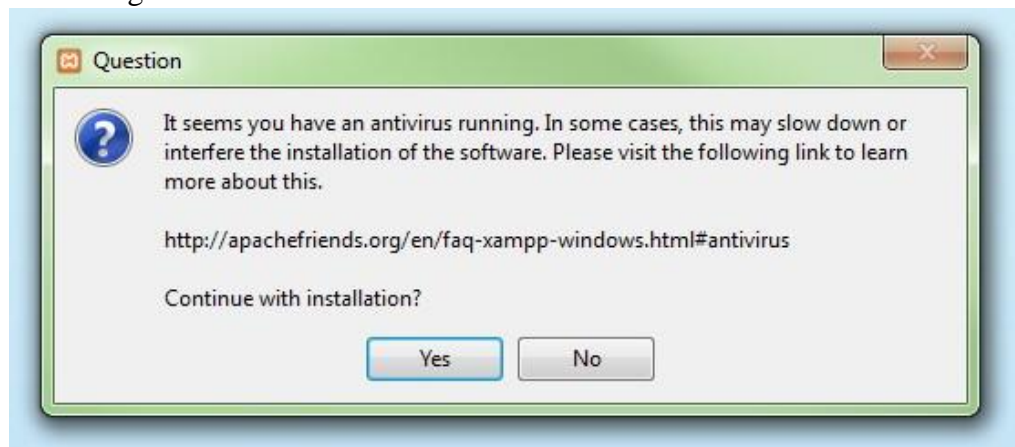 Question
It seems you have an antivirus running. In some cases, this may slow down or
interfere the installation of the software. Please visit the following link to learn
more about this.
http://apachefriends.org/en/faq-xampp-windows.html#antivirus
Continue with installation?
Yes No